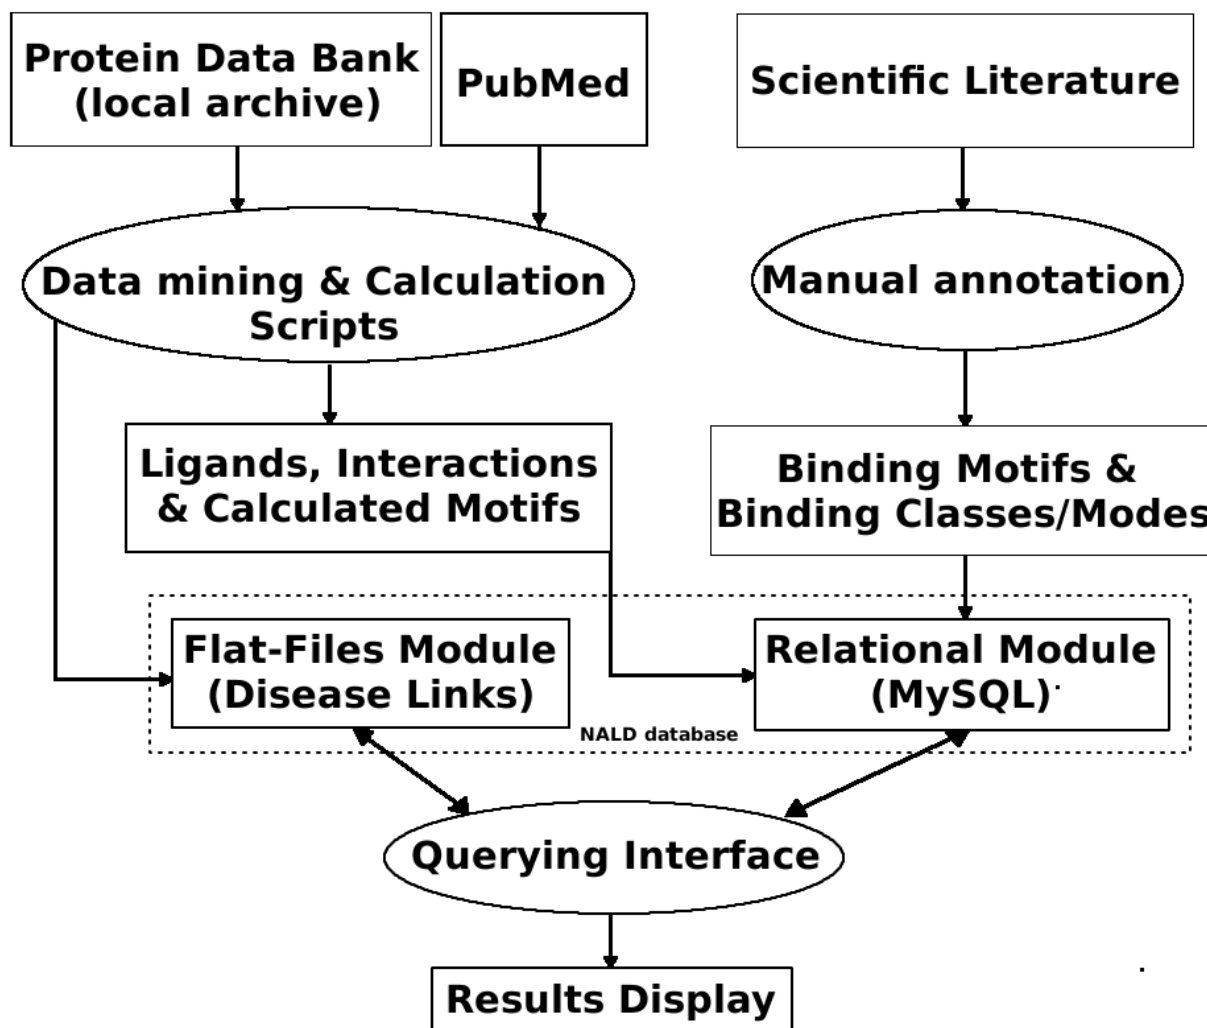 Protein Data Bank
(local archive)
PubMed
Scientific Literature
Data mining & Calculation
Scripts
Manual annotation
Ligands, Interactions
& Calculated Motifs
Binding Motifs &
Binding Classes/Modes
Flat-Files Module
(Disease Links)
Relational Module
(MySQL)
NALD database
Querying Interface
Results Display